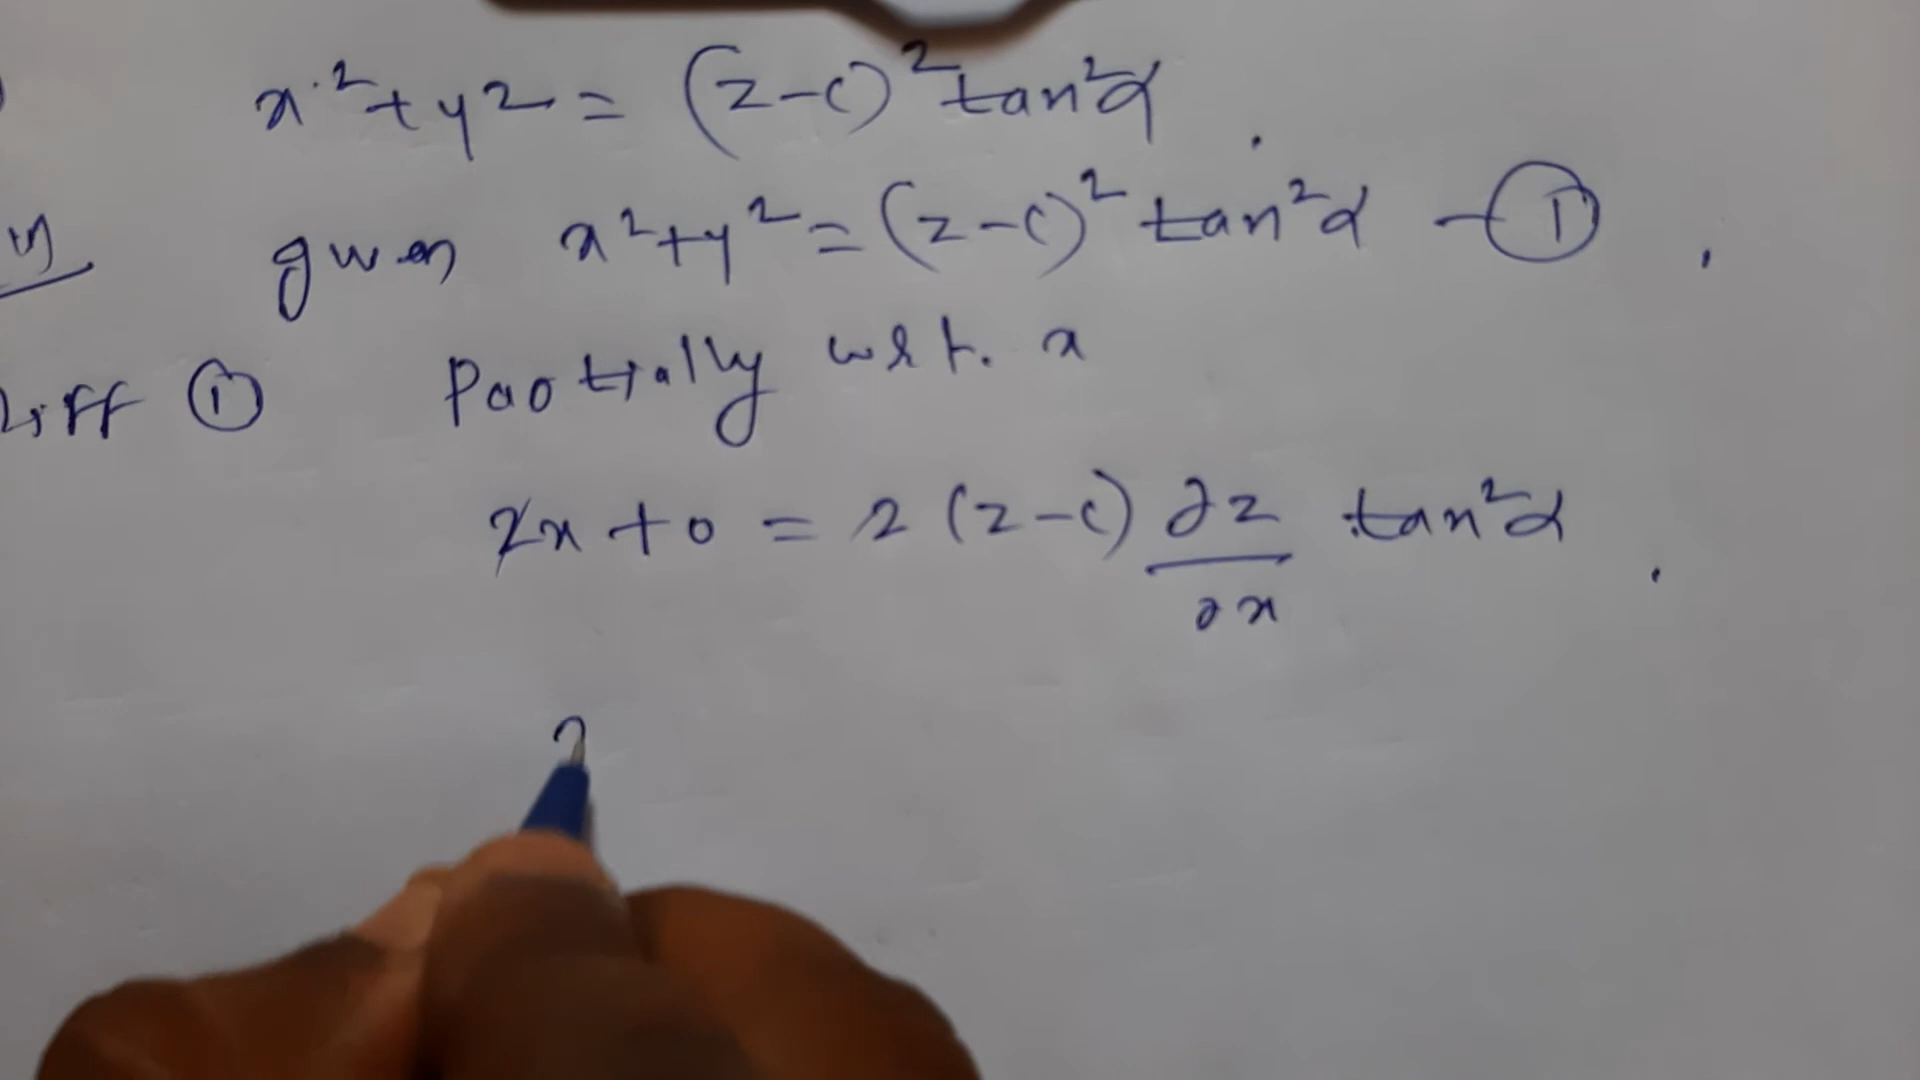 x² + y² = (z-c)² tan²α
given x² + y² = (z-c)² tan²α - ①
Diff ① Partially w.r.t. x
2x + 0 = 2 (z-c) ∂z/∂x tan²α